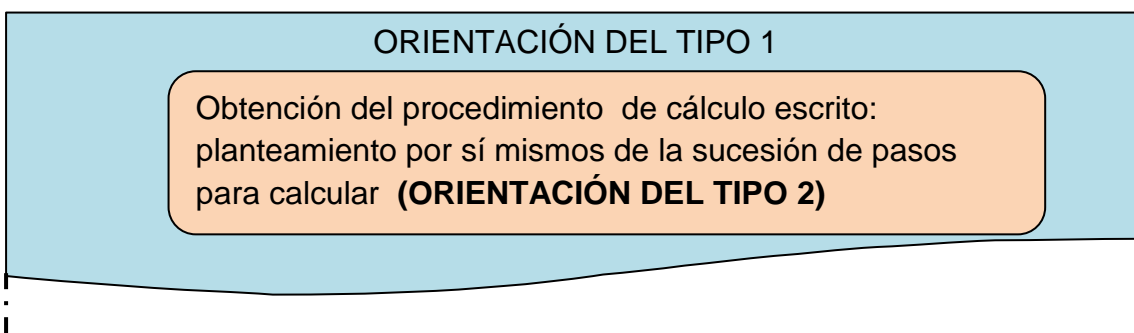 ORIENTACIÓN DEL TIPO 1
Obtención del procedimiento de cálculo escrito:
planteamiento por sí mismos de la sucesión de pasos
para calcular (ORIENTACIÓN DEL TIPO 2)